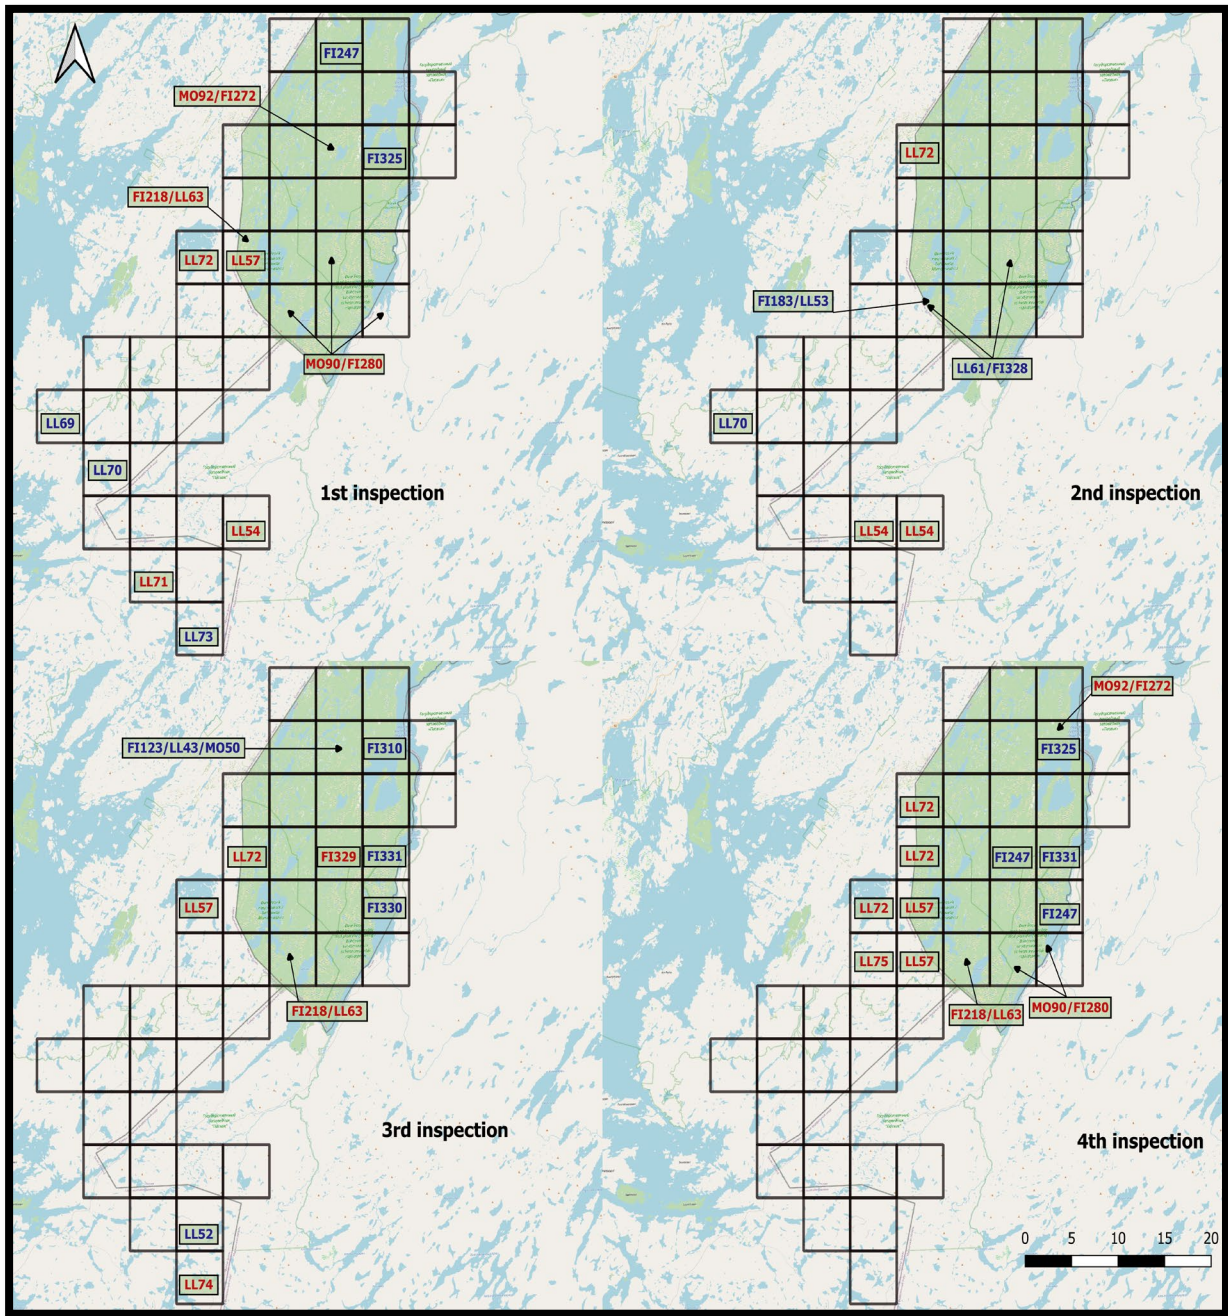 FI247
MO92/FI272
FI325
FI218/LL63
LL72
LL57
MO90/FI280
LL69
LL70
1st inspection
LL54
LL71
LL73
LL72
FI183/LL53
LL61/FI328
LL70
2nd inspection
LL54
LL54
FI123/LL43/MO50
FI310
LL72
FI329
FI331
LL57
FI330
FI218/LL63
3rd inspection
LL52
LL74
MO92/FI272
FI325
LL72
LL72
FI247
FI331
LL72
LL57
FI247
LL75
LL57
FI218/LL63
MO90/FI280
4th inspection
0 5 10 15 20